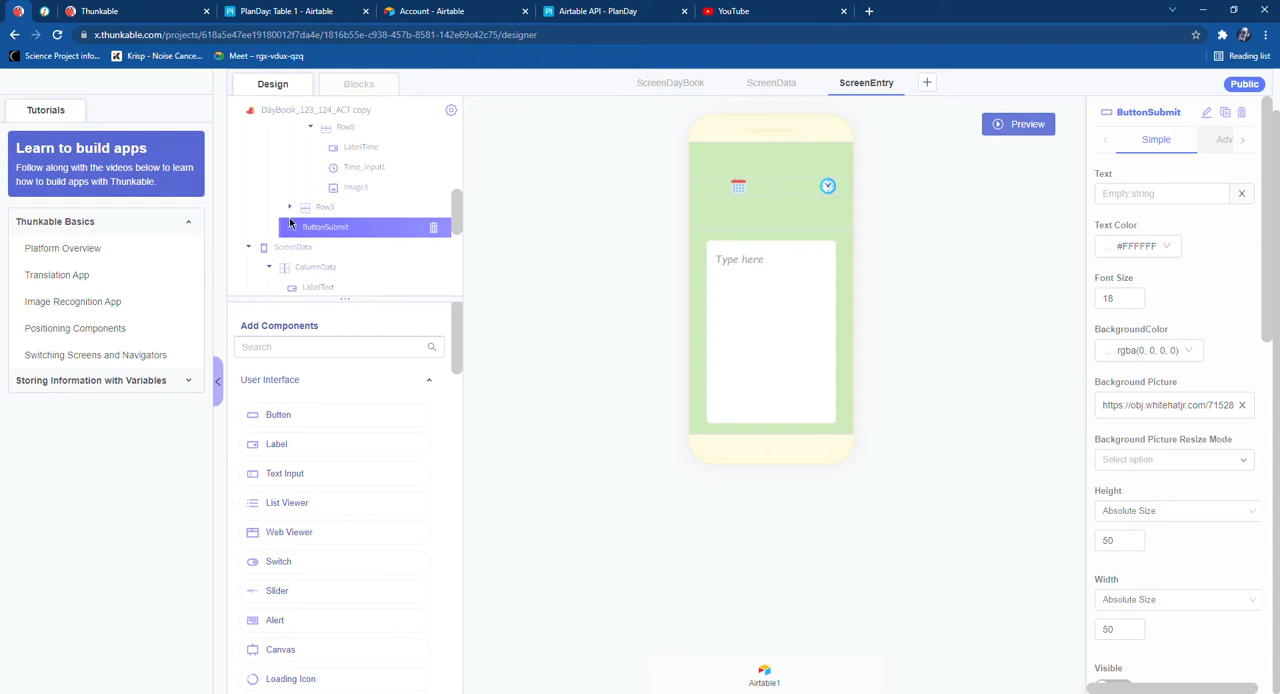 Thunkable
PlanDay: Table 1 - Airtable
Account - Airtable
Airtable API - PlanDay
YouTube
x.thunkable.com/projects/618a5e47ee19180012f7da4e/1816b55e-c938-457b-8581-142e69c42c75/designer
Science Project info...
Krisp - Noise Cance...
Meet – rgx-vdux-qzq
Reading list
Design
Blocks
ScreenDayBook
ScreenData
ScreenEntry
Public
Tutorials
Learn to build apps
Follow along with the videos below to learn
how to build apps with Thunkable.
Thunkable Basics
Platform Overview
Translation App
Image Recognition App
Positioning Components
Switching Screens and Navigators
Storing Information with Variables
DayBook_123_124_ACT copy
Row5
LabelTime
Time_Input1
Image3
Row3
ButtonSubmit
ScreenData
ColumnData
LabelText
Add Components
Search
User Interface
Button
Label
Text Input
List Viewer
Web Viewer
Switch
Slider
Alert
Canvas
Loading Icon
Preview
Type here
Airtable1
ButtonSubmit
Simple
Adv
Text
Empty string
X
Text Color
#FFFFFF
Font Size
18
BackgroundColor
rgba(0, 0, 0, 0)
Background Picture
https://obj.whitehatjr.com/71528
Background Picture Resize Mode
Select option
Height
Absolute Size
50
Width
Absolute Size
50
Visible